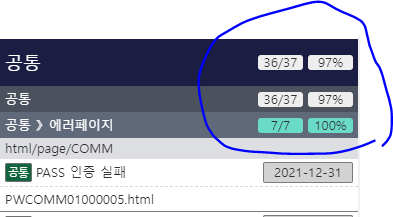 공통 36/37 97%
공통 36/37 97%
공통 》 에러페이지 7/7 100%
html/page/COMM
공통 PASS 인증 실패 2021-12-31
PWCOMM01000005.html